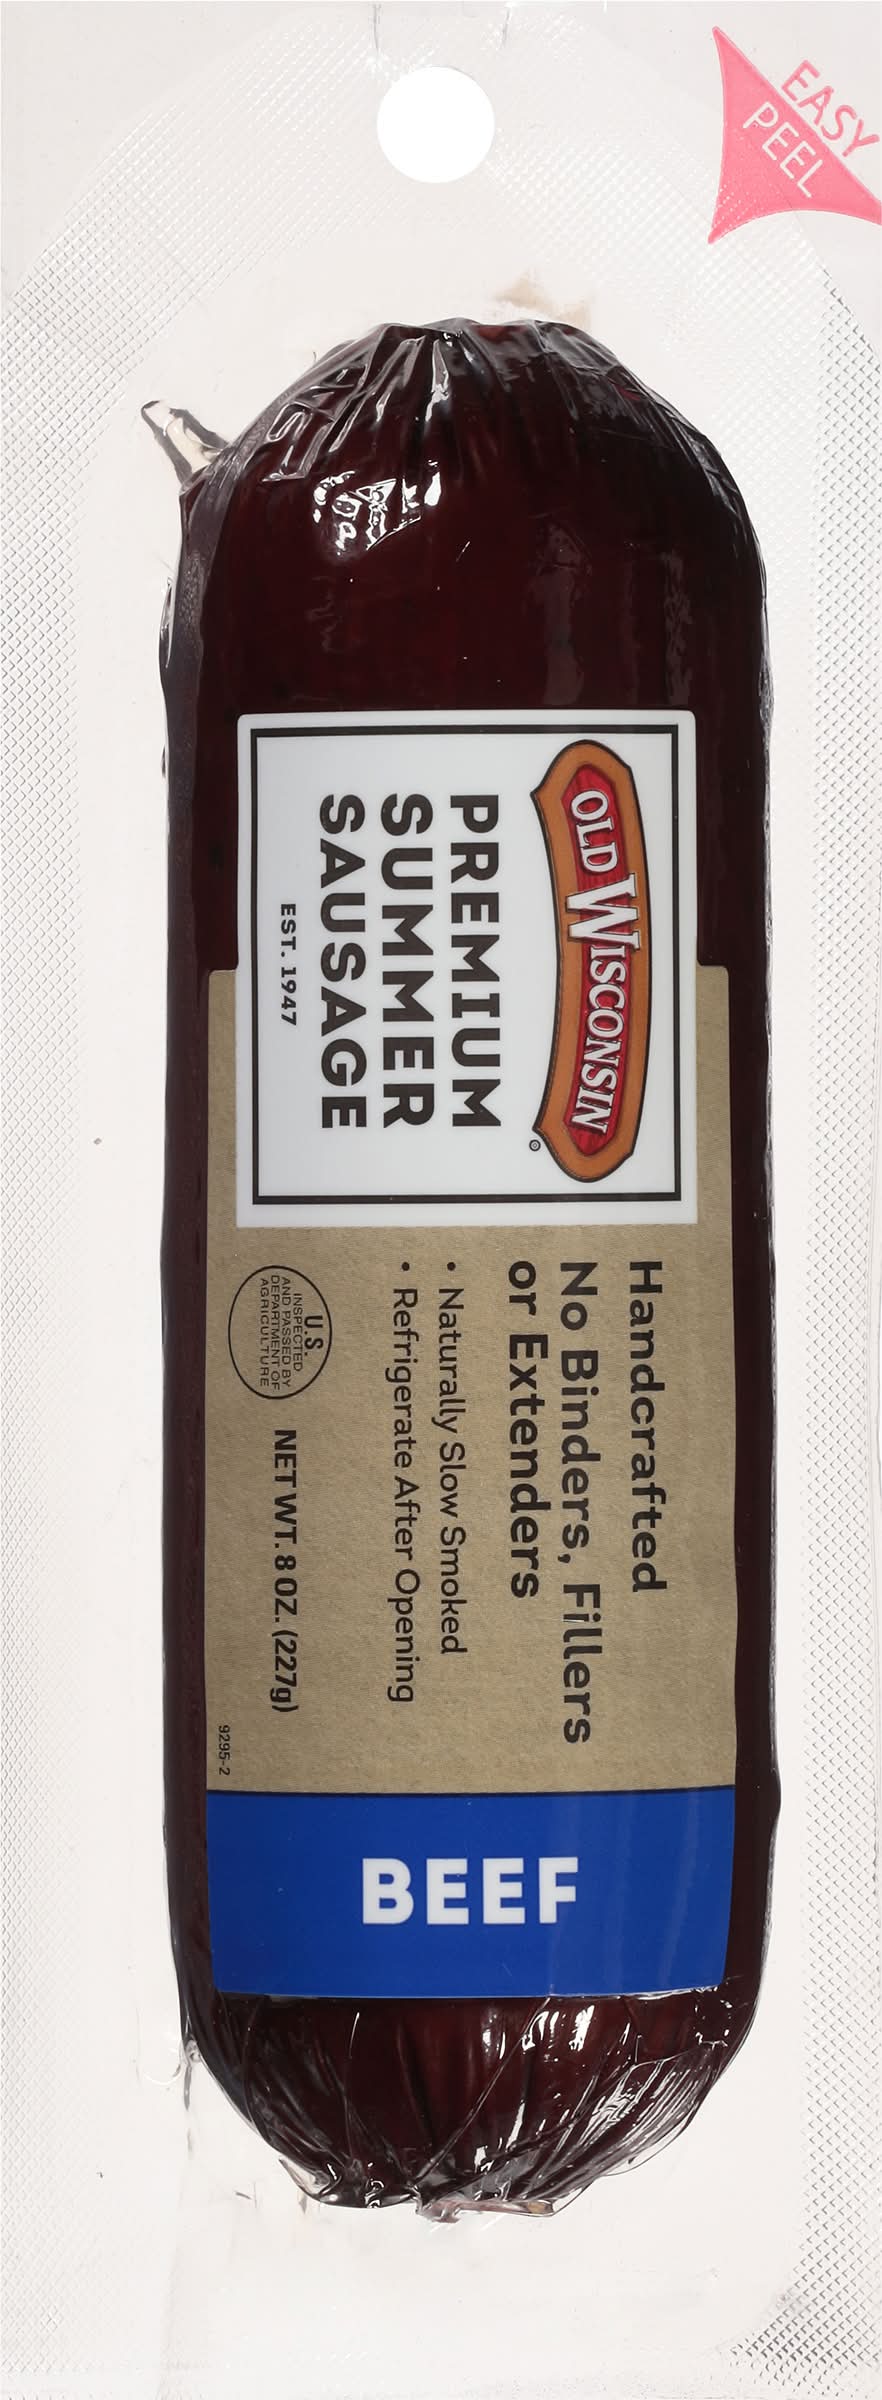 EASY
PEEL
OLD WISCONSIN®
PREMIUM
SUMMER
SAUSAGE
EST. 1947
Handcrafted
No Binders, Fillers
or Extenders
• Naturally Slow Smoked
• Refrigerate After Opening
U.S.
INSPECTED
AND PASSED BY
DEPARTMENT OF
AGRICULTURE
NET WT. 8 OZ. (227g)
9295-2
BEEF